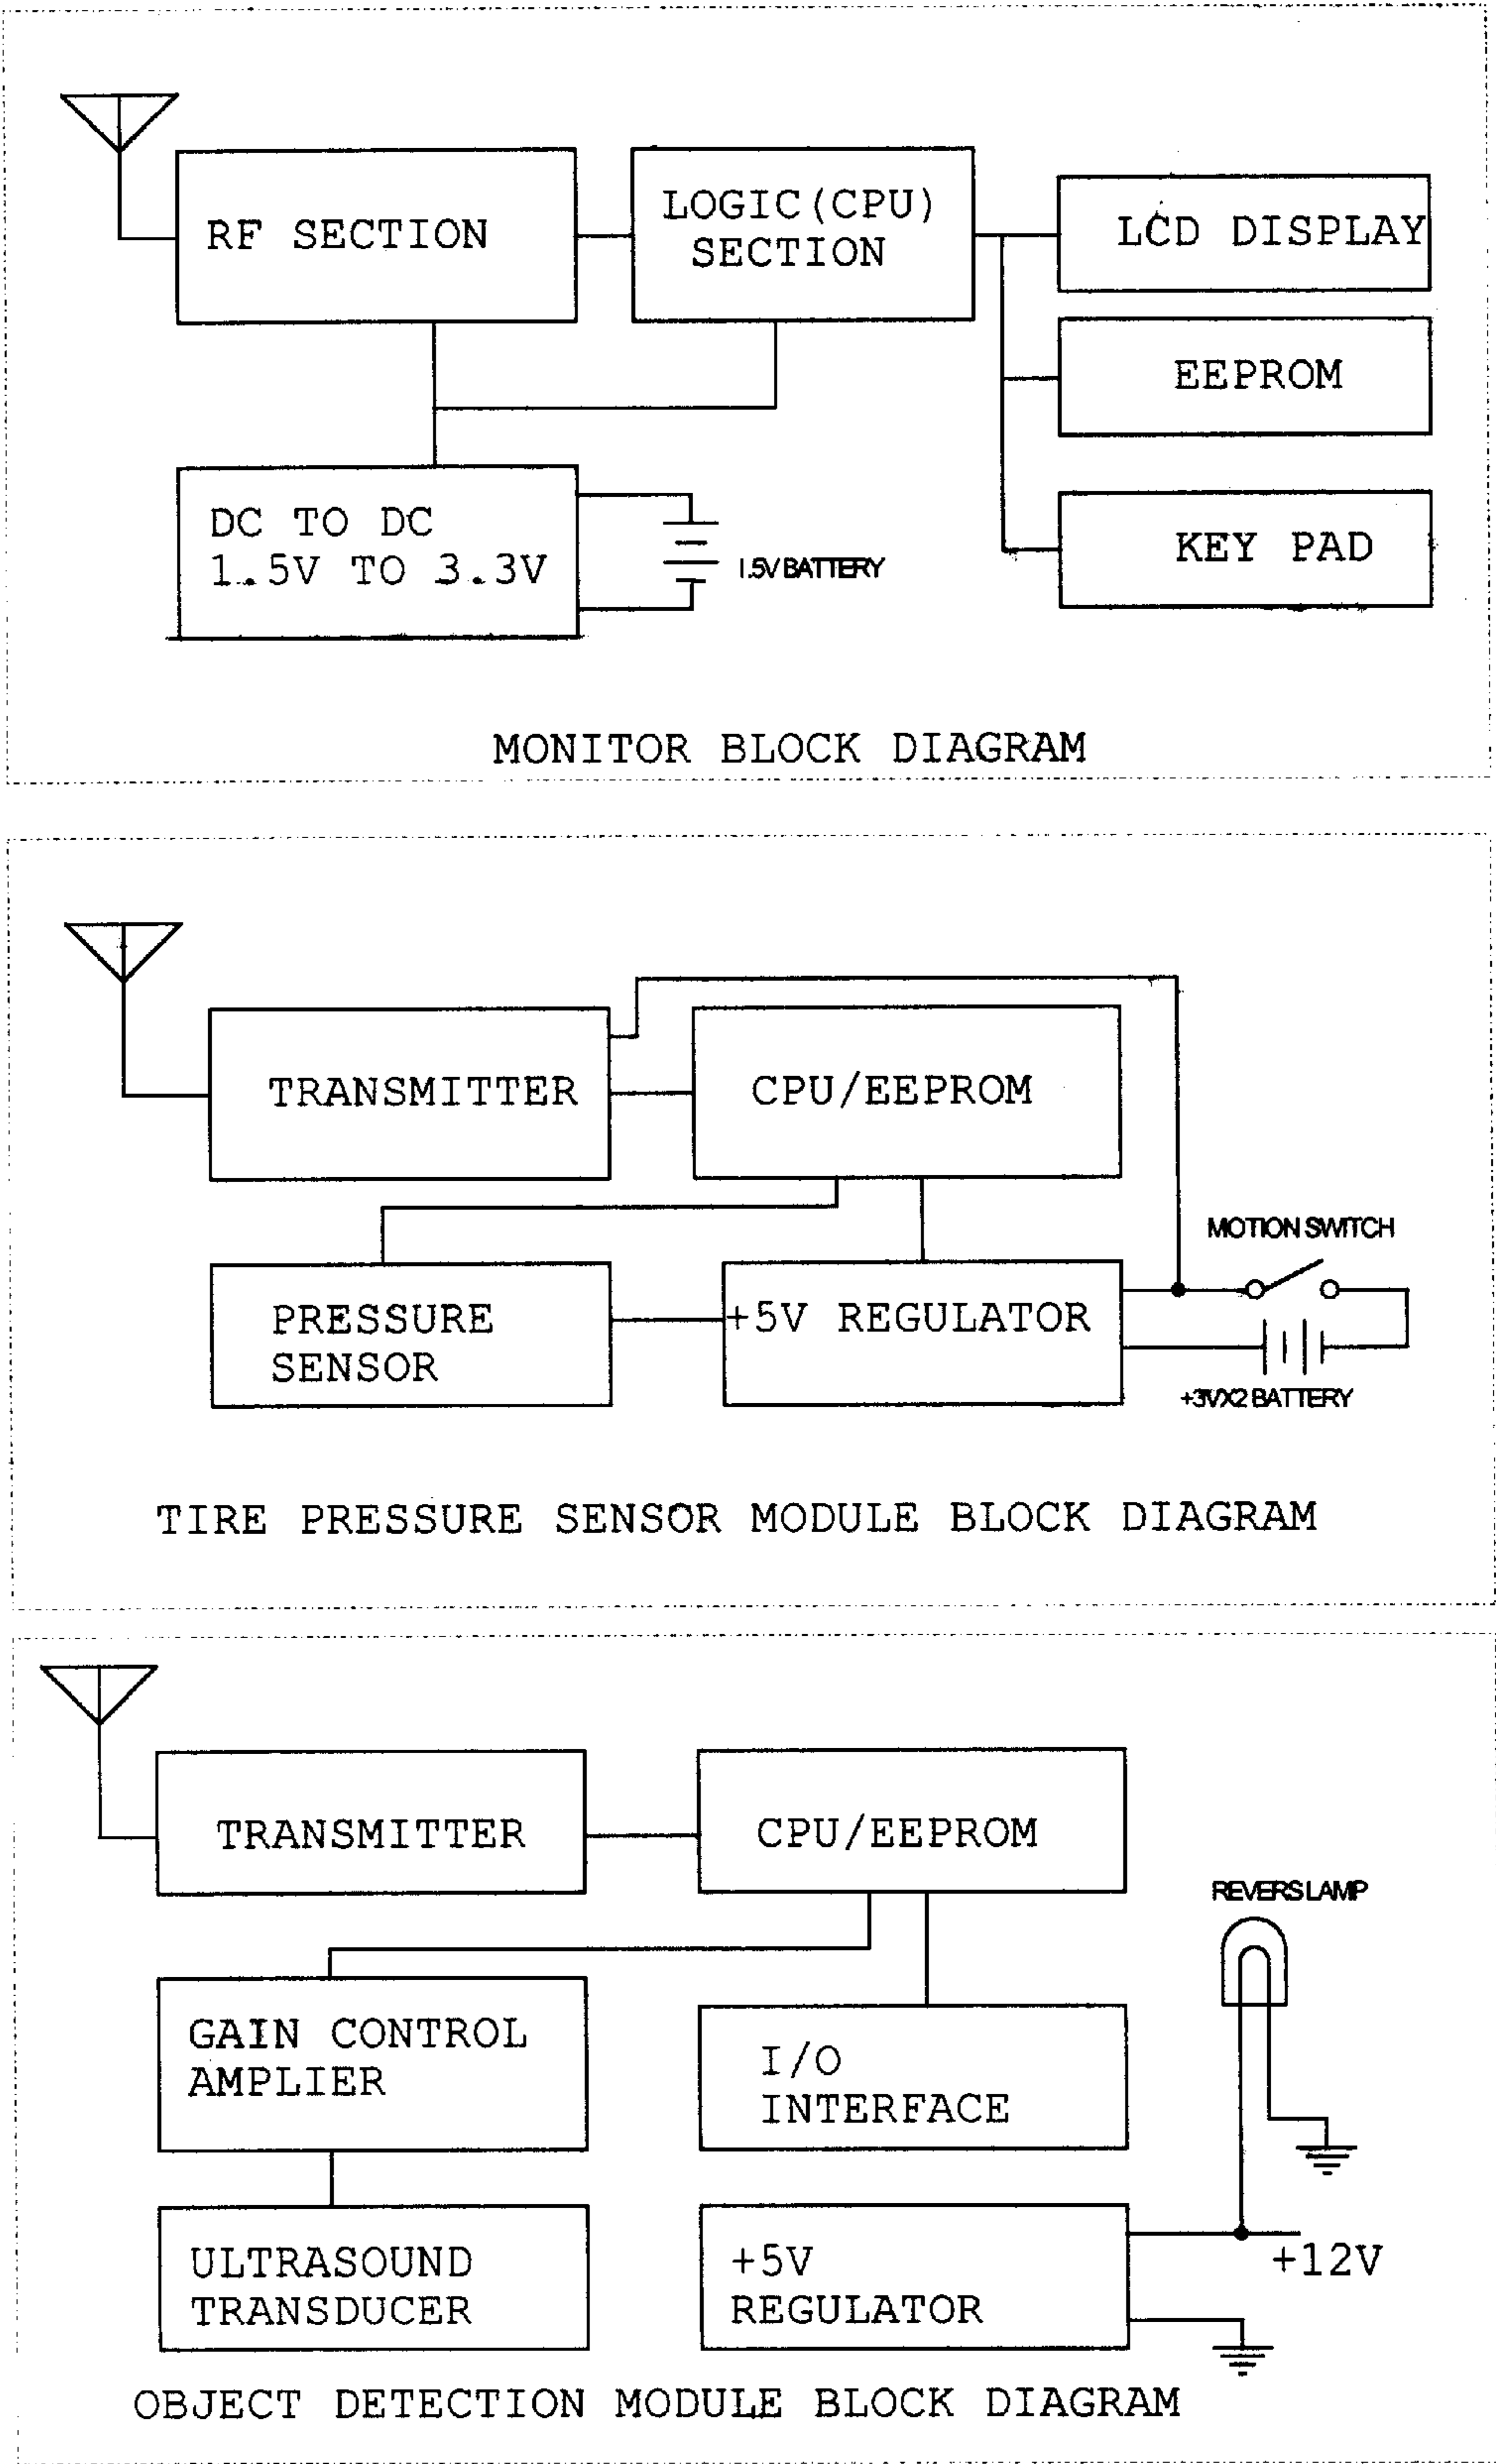 RF SECTION
LOGIC(CPU)
SECTION
LCD DISPLAY
EEPROM
KEY PAD
DC TO DC
1.5V TO 3.3V
1.5V BATTERY
MONITOR BLOCK DIAGRAM
TRANSMITTER
CPU/EEPROM
MOTION SWITCH
PRESSURE
SENSOR
+5V REGULATOR
+3VX2 BATTERY
TIRE PRESSURE SENSOR MODULE BLOCK DIAGRAM
TRANSMITTER
CPU/EEPROM
REVERS LAMP
GAIN CONTROL
AMPLIER
I/O
INTERFACE
ULTRASOUND
TRANSDUCER
+5V
REGULATOR
+12V
OBJECT DETECTION MODULE BLOCK DIAGRAM